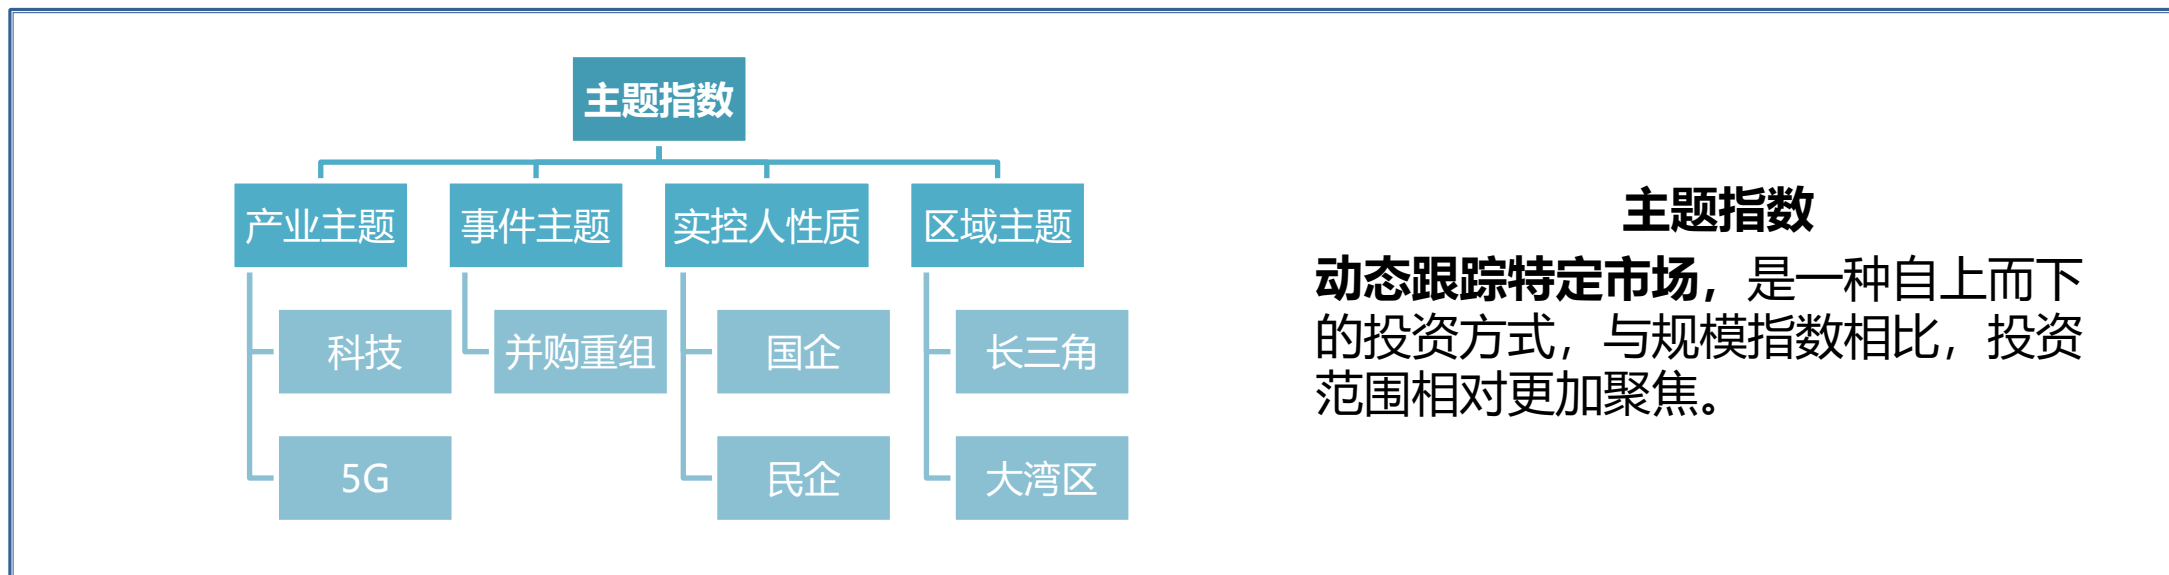 主题指数
产业主题
事件主题
实控人性质
区域主题
科技
并购重组
国企
长三角
5G
民企
大湾区
主题指数
动态跟踪特定市场，是一种自上而下
的投资方式，与规模指数相比，投资
范围相对更加聚焦。